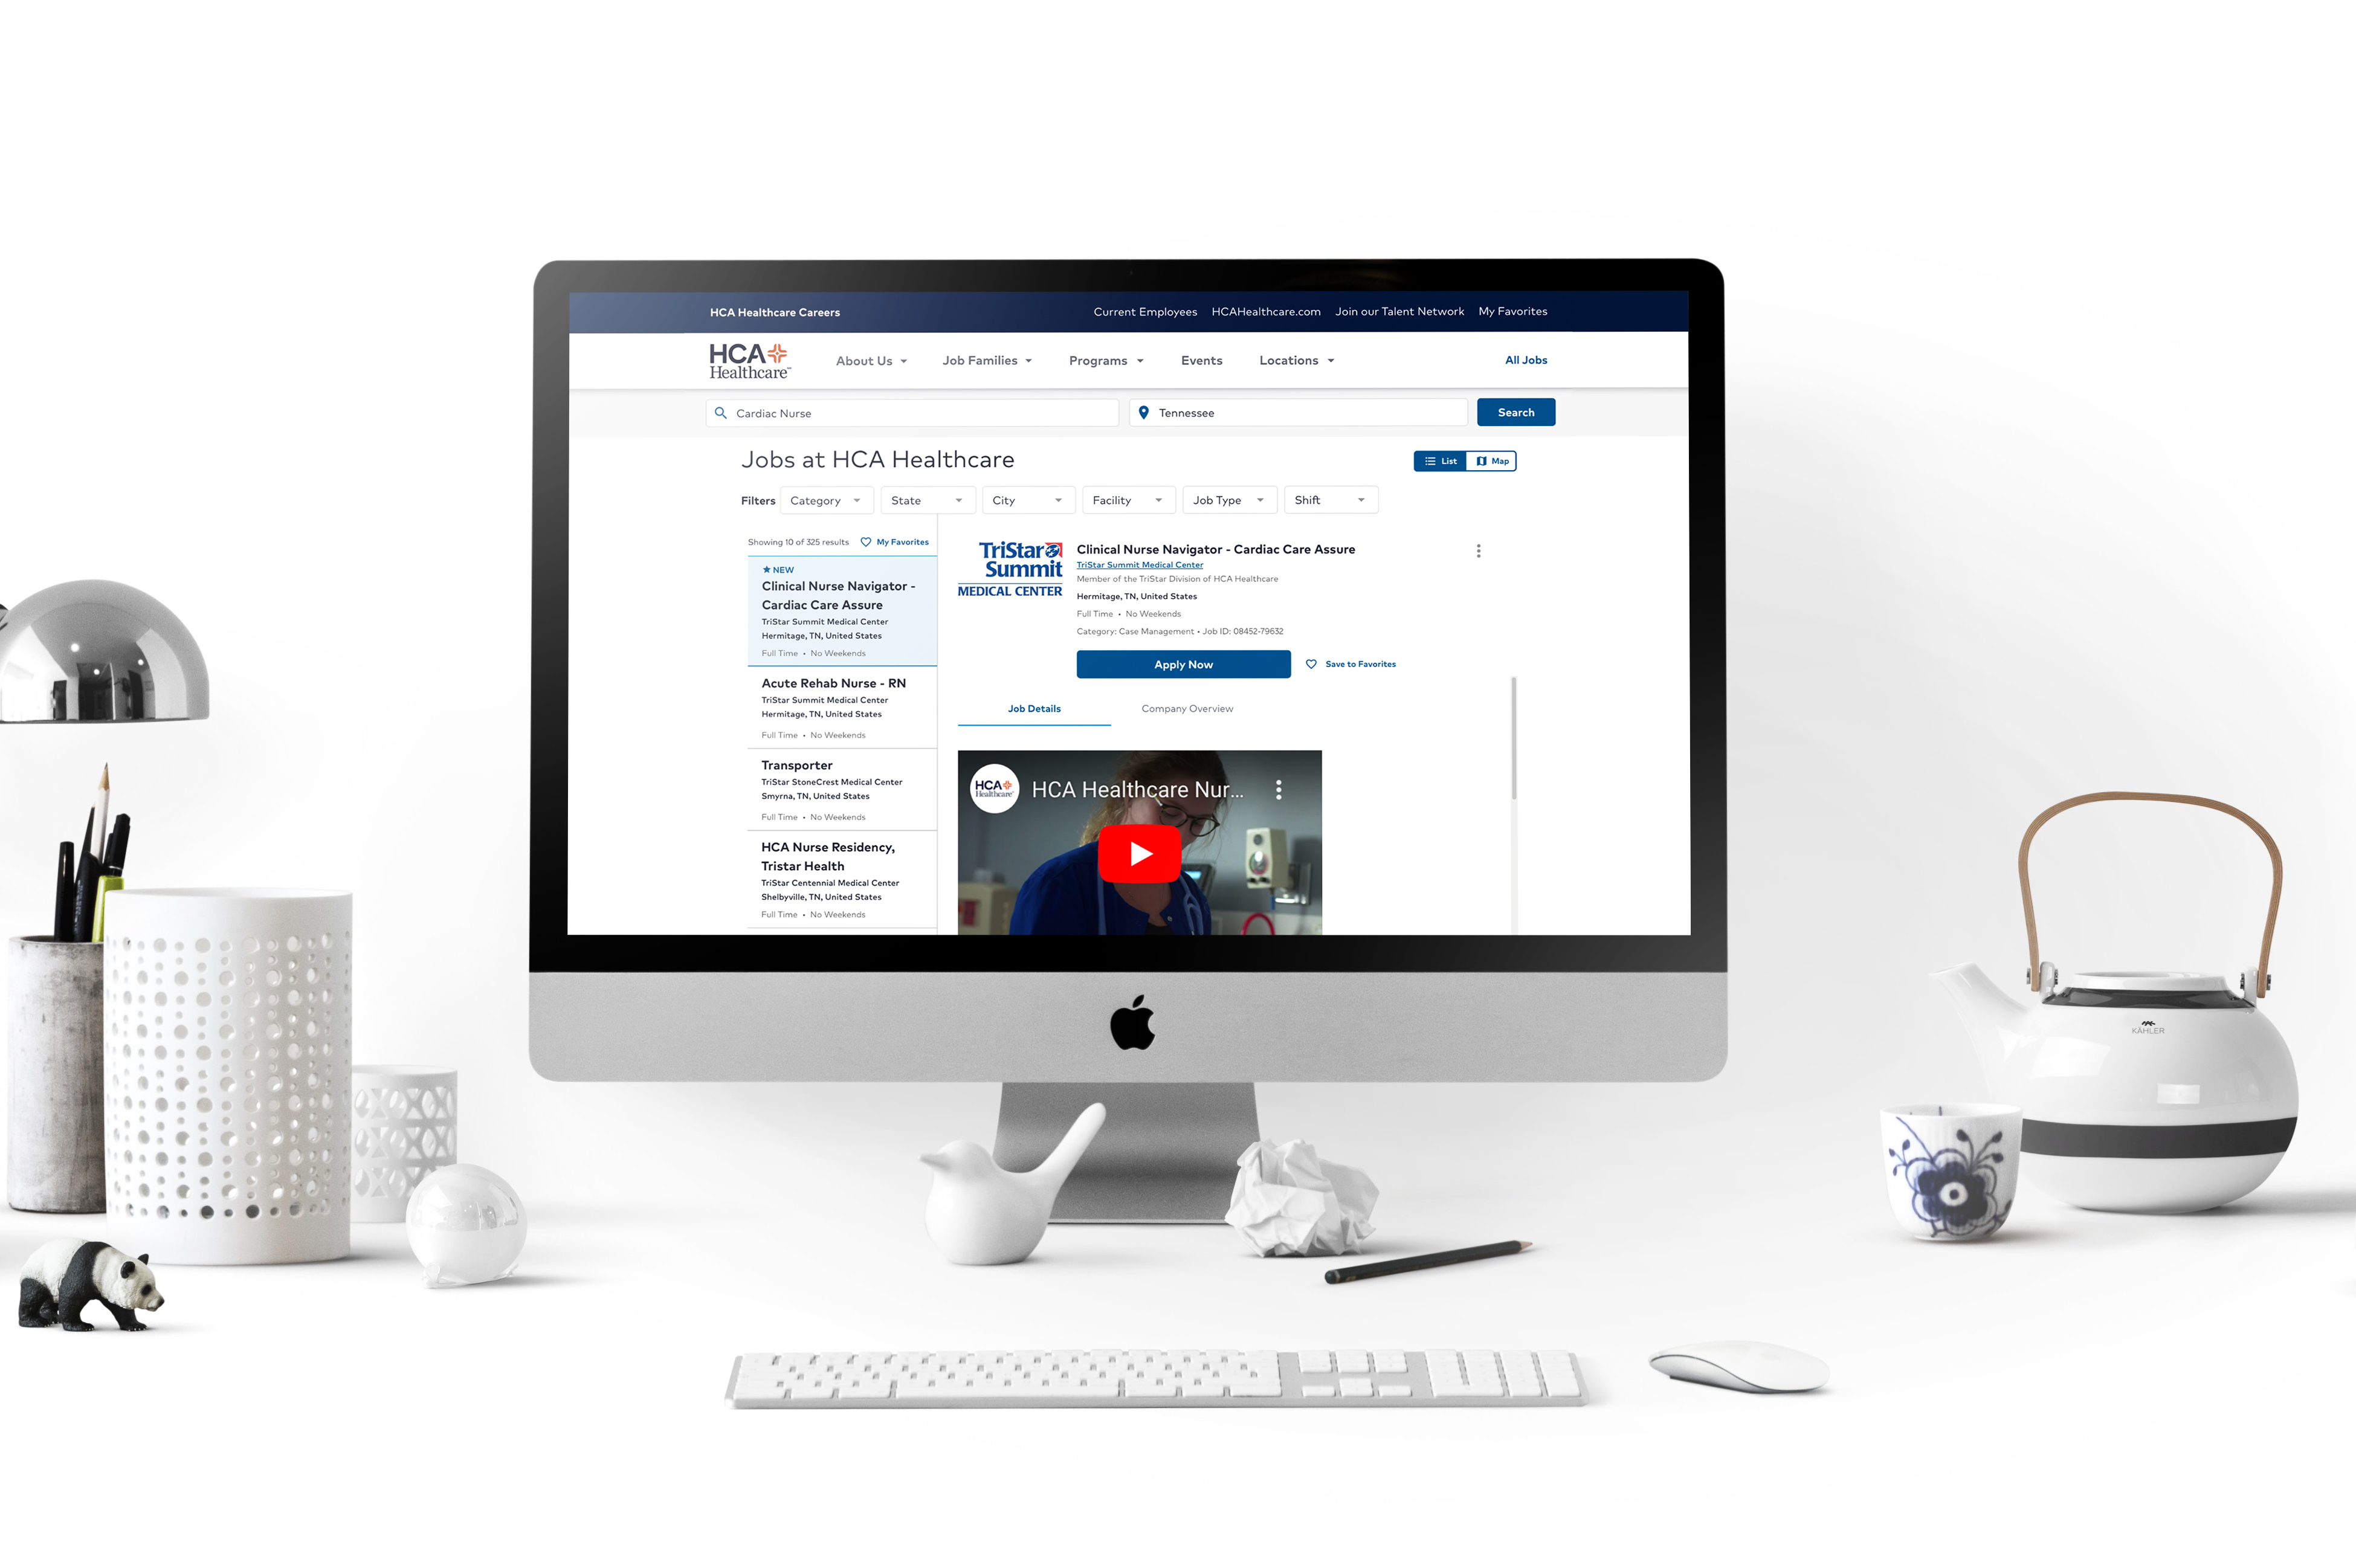 HCA Healthcare Careers
Current Employees HCAHealthcare.com Join our Talent Network My Favorites
HCA
Healthcare™
About Us Job Families Programs Events Locations All Jobs
Cardiac Nurse Tennessee Search
Jobs at HCA Healthcare
List Map
Filters Category State City Facility Job Type Shift
Showing 10 of 325 results My Favorites
NEW
Clinical Nurse Navigator -
Cardiac Care Assure
TriStar Summit Medical Center
Hermitage, TN, United States
Full Time • No Weekends
Acute Rehab Nurse - RN
TriStar Summit Medical Center
Hermitage, TN, United States
Full Time • No Weekends
Transporter
TriStar StoneCrest Medical Center
Smyrna, TN, United States
Full Time • No Weekends
HCA Nurse Residency,
Tristar Health
TriStar Centennial Medical Center
Shelbyville, TN, United States
Full Time • No Weekends
TriStar
Summit
MEDICAL CENTER
Clinical Nurse Navigator - Cardiac Care Assure
TriStar Summit Medical Center
Member of the TriStar Division of HCA Healthcare
Hermitage, TN, United States
Full Time • No Weekends
Category: Case Management • Job ID: 08452-79632
Apply Now Save to Favorites
Job Details Company Overview
HCA
Healthcare
HCA Healthcare Nur...
KÄHLER